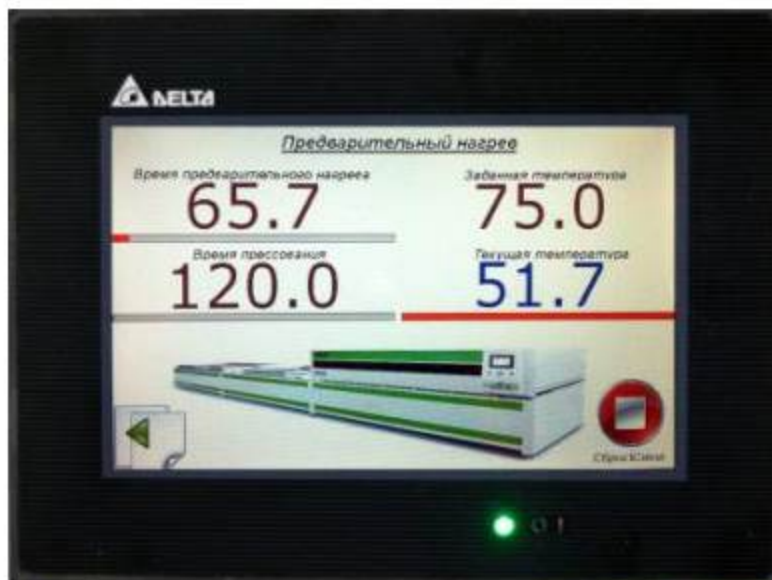 DELTA
Предварительный нагрев
Время предварительного нагрева
Заданная температура
65.7
75.0
Время прессования
Текущая температура
120.0
51.7